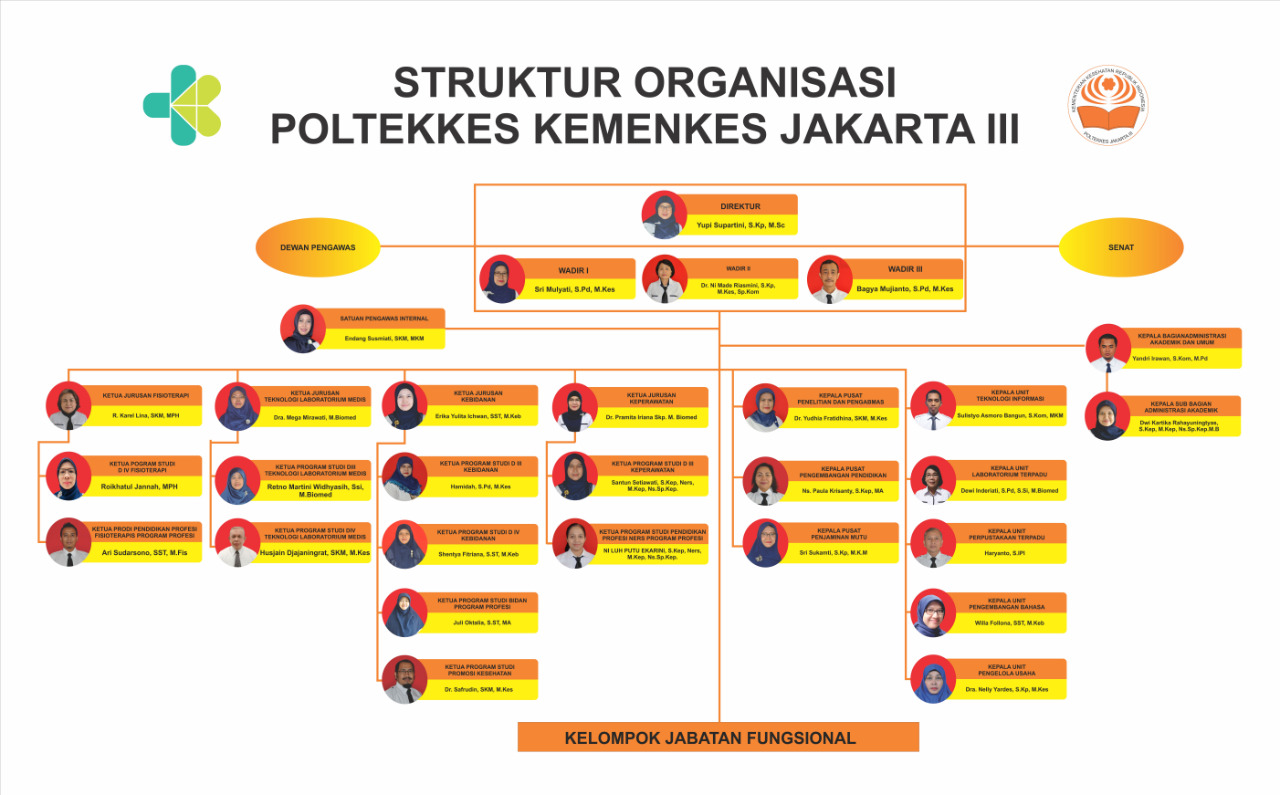 STRUKTUR ORGANISASI
POLTEKKES KEMENKES JAKARTA III
KEMENTERIAN KESEHATAN REPUBLIK INDONESIA
POLTEKKES JAKARTA III
DIREKTUR
Yupi Supartini, S.Kp, M.Sc
DEWAN PENGAWAS
SENAT
WADIR I
Sri Mulyati, S.Pd, M.Kes
WADIR II
Dr. Ni Made Riasmini, S.Kp,
M.Kes, Sp.Kom
WADIR III
Bagya Mujianto, S.Pd, M.Kes
SATUAN PENGAWAS INTERNAL
Endang Susmiati, SKM, MKM
KEPALA BAGIANADMINISTRASI
AKADEMIK DAN UMUM
Yandri Irawan, S.Kom, M.Pd
KEPALA SUB BAGIAN
ADMINISTRASI AKADEMIK
Dwi Kartika Rahayuningtyas,
S.Kep, M.Kep, Ns.Sp.Kep.M.B
KETUA JURUSAN FISIOTERAPI
R. Karel Lina, SKM, MPH
KETUA POGRAM STUDI
D IV FISIOTERAPI
Roikhatul Jannah, MPH
KETUA PRODI PENDIDIKAN PROFESI
FISIOTERAPIS PROGRAM PROFESI
Ari Sudarsono, SST, M.Fis
KETUA JURUSAN
TEKNOLOGI LABORATORIUM MEDIS
Dra. Mega Mirawati, M.Biomed
KETUA PROGRAM STUDI DIII
TEKNOLOGI LABORATORIUM MEDIS
Retno Martini Widhyasih, Ssi,
M.Biomed
KETUA PROGRAM STUDI DIV
TEKNOLOGI LABORATORIUM MEDIS
Husjain Djajaningrat, SKM, M.Kes
KETUA JURUSAN
KEBIDANAN
Erika Yulita Ichwan, SST, M.Keb
KETUA PROGRAM STUDI D III
KEBIDANAN
Hamidah, S.Pd, M.Kes
KETUA PROGRAM STUDI D IV
KEBIDANAN
Shentya Fitriana, S.ST, M.Keb
KETUA PROGRAM STUDI BIDAN
PROGRAM PROFESI
Juli Oktalia, S.ST, MA
KETUA PROGRAM STUDI
PROMOSI KESEHATAN
Dr. Safrudin, SKM, M.Kes
KETUA JURUSAN
KEPERAWATAN
Dr. Pramita Iriana Skp. M. Biomed
KETUA PROGRAM STUDI D III
KEPERAWATAN
Santun Setiawati, S.Kep, Ners,
M.Kep, Ns.Sp.Kep.
KETUA PROGRAM STUDI PENDIDIKAN
PROFESI NERS PROGRAM PROFESI
NI LUH PUTU EKARINI, S.Kep, Ners,
M.Kep, Ns.Sp.Kep.
KEPALA PUSAT
PENELITIAN DAN PENGABMAS
Dr. Yudhia Fratidhina, SKM, M.Kes
KEPALA PUSAT
PENGEMBANGAN PENDIDIKAN
Ns. Paula Krisanty, S.Kep, MA
KEPALA PUSAT
PENJAMINAN MUTU
Sri Sukamti, S.Kp, M.K.M
KEPALA UNIT
TEKNOLOGI INFORMASI
Sulistyo Asmoro Bangun, S.Kom, MKM
KEPALA UNIT
LABORATORIUM TERPADU
Dewi Inderiati, S.Pd, S.Si, M.Biomed
KEPALA UNIT
PERPUSTAKAAN TERPADU
Haryanto, S.IPI
KEPALA UNIT
PENGEMBANGAN BAHASA
Willa Follona, SST, M.Keb
KEPALA UNIT
PENGELOLA USAHA
Dra. Nelly Yardes, S.Kp, M.Kes
KELOMPOK JABATAN FUNGSIONAL